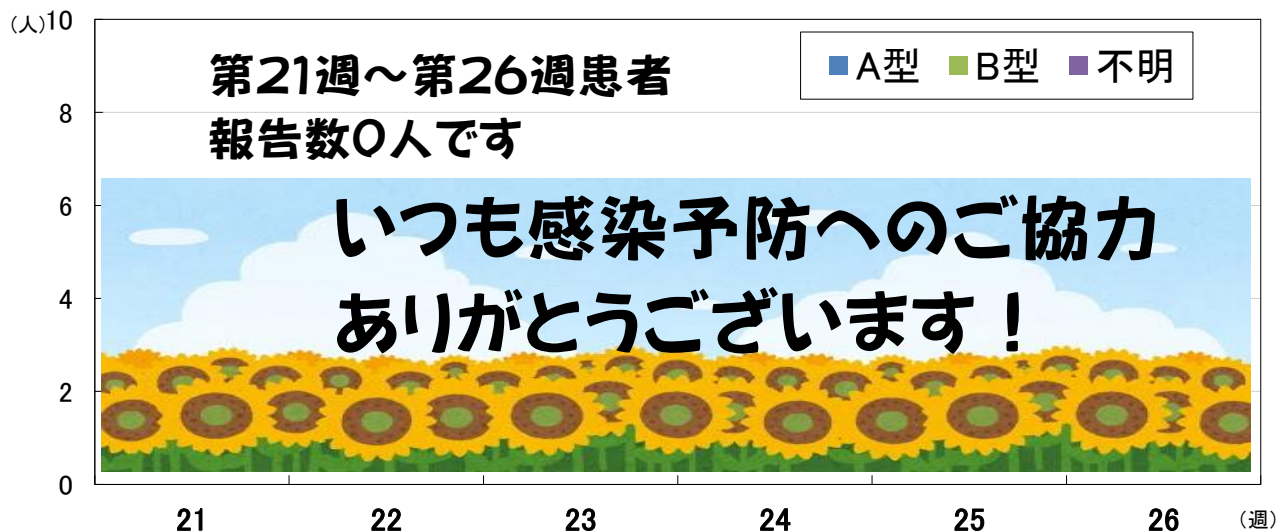 (人)10
第21週～第26週患者
報告数0人です
■A型 ■B型 ■不明
8
6
いつも感染予防へのご協力
ありがとうございます！
4
2
0
21 22 23 24 25 26 (週)